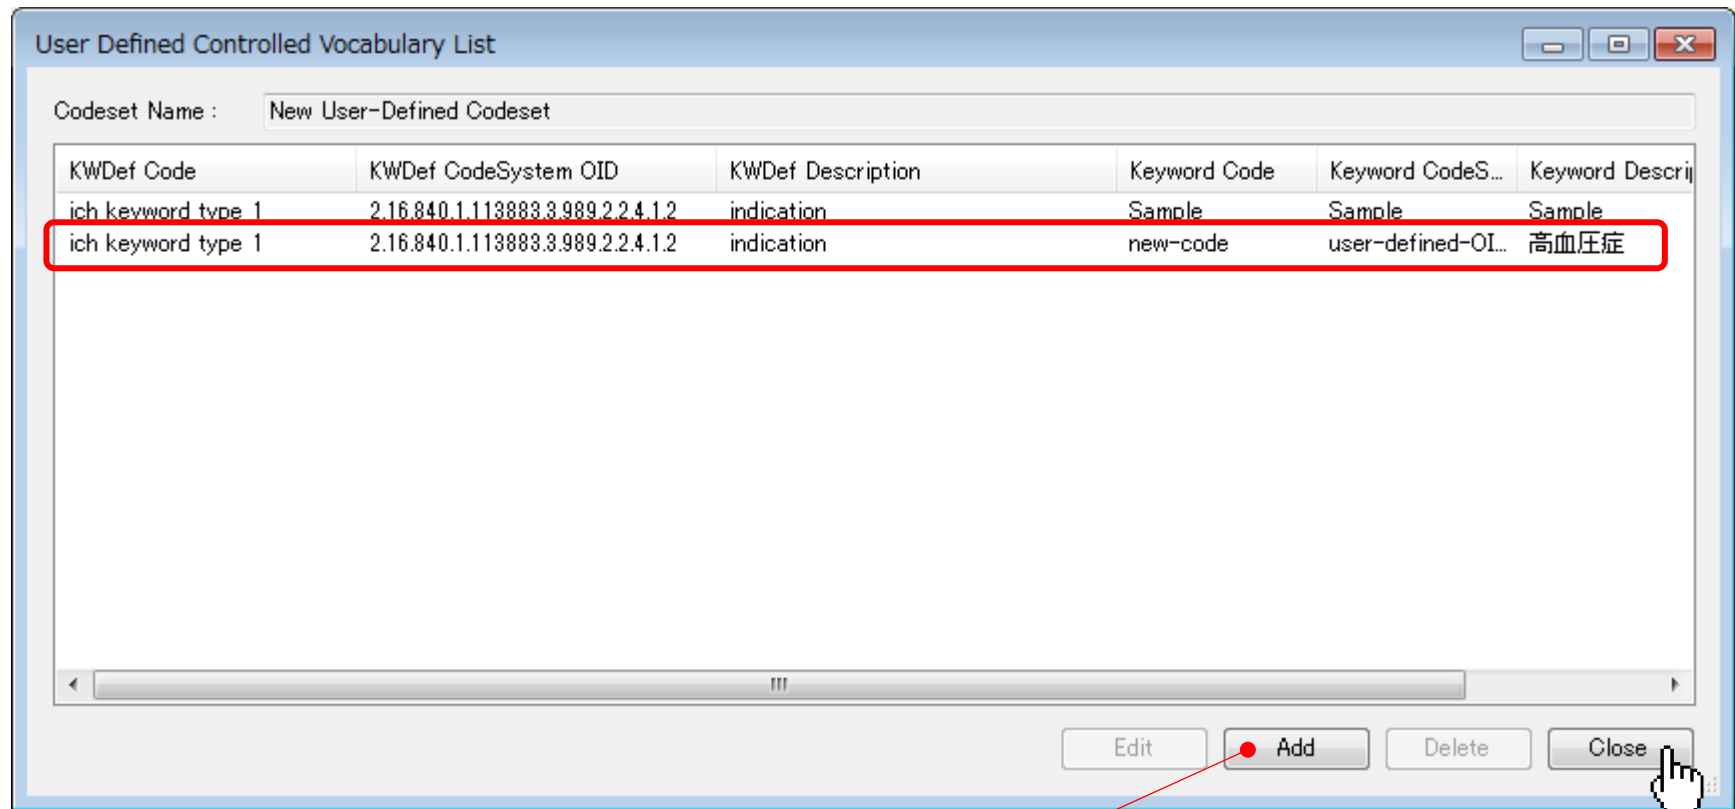 User Defined Controlled Vocabulary List
Codeset Name : New User-Defined Codeset
KWDef Code KWDef CodeSystem OID KWDef Description Keyword Code Keyword CodeS... Keyword Descrip
ich keyword type 1 2.16.840.1.113883.3.989.2.2.4.1.2 indication Sample Sample Sample
ich keyword type 1 2.16.840.1.113883.3.989.2.2.4.1.2 indication new-code user-defined-OI... 高血圧症
Edit Add Delete Close